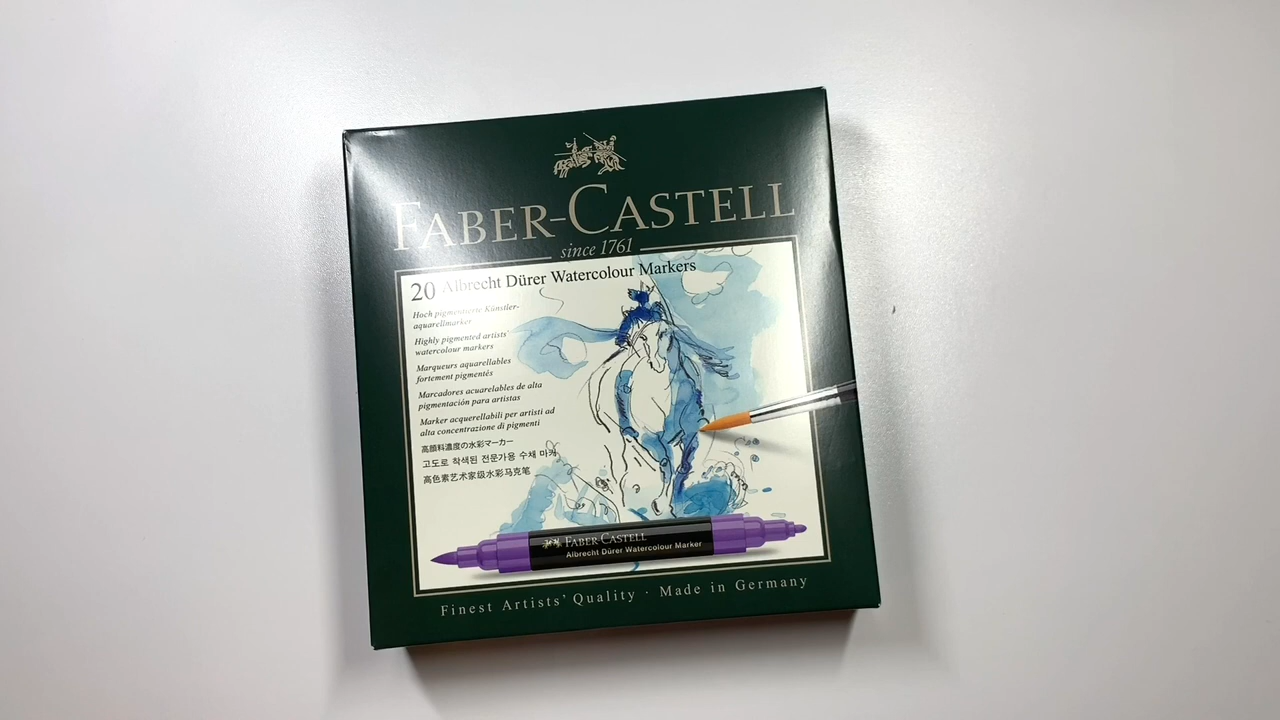 FABER-CASTELL
since 1761
20 Albrecht Dürer Watercolour Markers
Hoch pigmentierte Künstler-
aquarellmarker
Highly pigmented artists'
watercolour markers
Marqueurs aquarellables
fortement pigmentés
Marcadores acuarelables de alta
pigmentación para artistas
Marker acquerellabili per artisti ad
alta concentrazione di pigmenti
高顔料濃度の水彩マーカー
고도로 착색된 전문가용 수채 마커
高色素艺术家级水彩马克笔
FABER-CASTELL
Albrecht Dürer Watercolour Marker
Finest Artists' Quality · Made in Germany